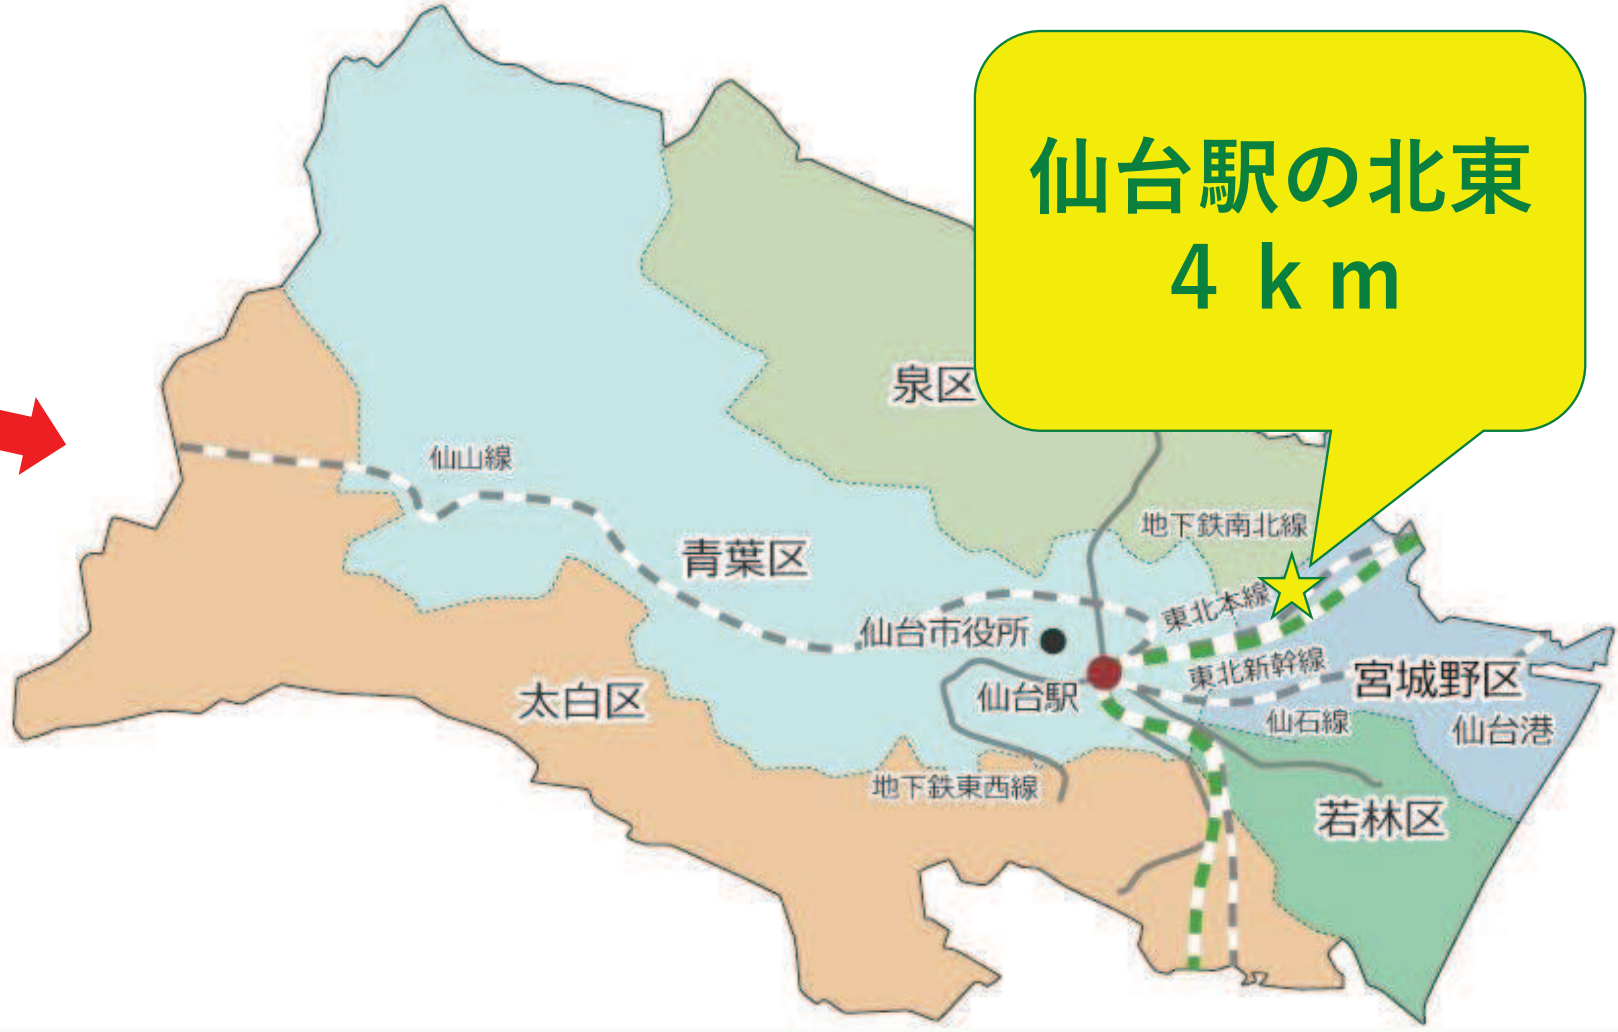 仙台駅の北東
4 km
泉区
仙山線
地下鉄南北線
青葉区
東北本線
仙台市役所
東北新幹線
宮城野区
太白区
仙台駅
仙石線
仙台港
地下鉄東西線
若林区